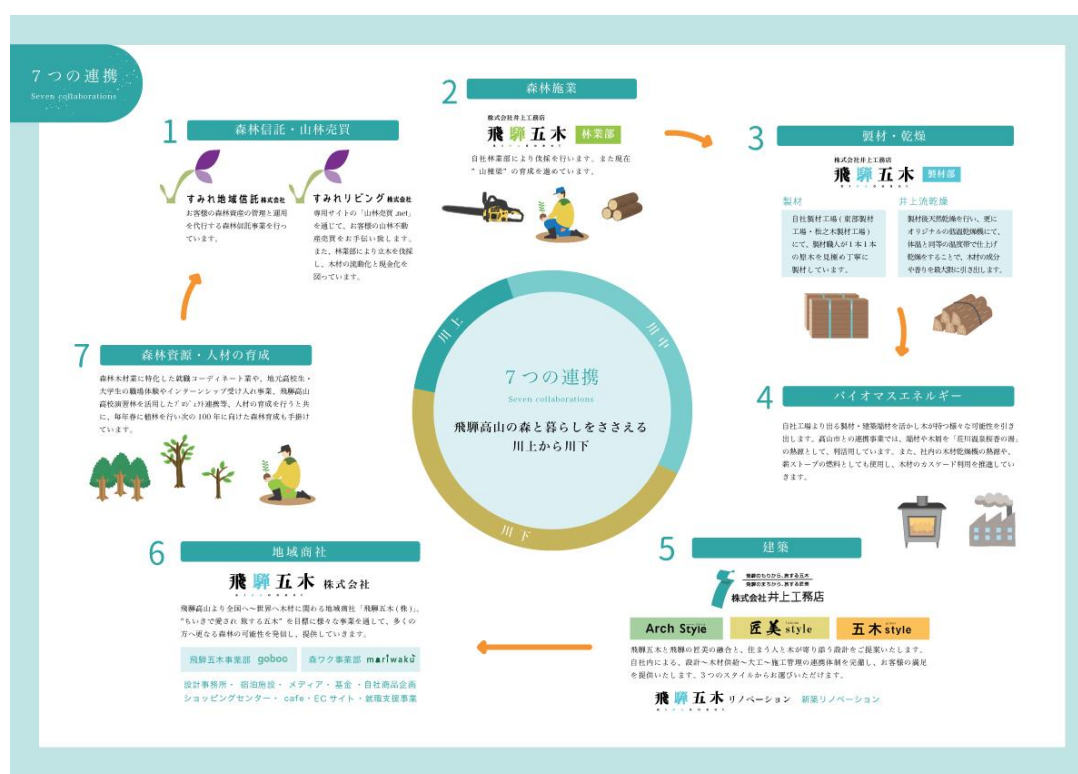 7つの連携
Seven collaborations
1
森林信託・山林売買
すみれ地域信託株式会社
お客様の森林資産の管理と運用
を代行する森林信託事業を行っ
ています。
すみれリビング株式会社
専用サイトの「山林売買.net」
を通じて、お客様の山林不動
産売買をお手伝い致します。
また、林業部により立木を伐採
し、木材の流動化と現金化を
図っています。
2
森林施業
株式会社井上工務店
飛騨五木 林業部
自社林業部により伐採を行います。また現在
"山権楽"の育成を進めています。
3
製材・乾燥
株式会社井上工務店
飛騨五木 製材部
製材
自社製材工場(東部製材
工場・松之木製材工場)
にて、製材職人が1本1本
の原木を見極め丁寧に
製材しています。
井上流乾燥
製材後天然乾燥を行い、更に
オリジナルの低温乾燥機にて、
体温と同等の温度帯で仕上げ
乾燥をすることで、木材の成分
や香りを最大限に引き出します。
4
バイオマスエネルギー
自社工場より出る製材・建築端材を活かし木が持つ様々な可能性を引き
出します。高山市との連携事業では、端材や木屑を「荘川温泉桜香の湯」
の熱源として、利活用しています。また、社内の木材乾燥機の熱源や、
薪ストーブの燃料としても使用し、木材のカスケード利用を推進してい
きます。
5
建築
飛騨のもりから、旅する五木
飛騨のまちから、旅する匠美
株式会社井上工務店
Arch Style
匠美style
五木style
飛騨五木と飛騨の匠美の融合と、住まう人と木が寄り添う設計をご提案いたします。
自社内による、設計～木材供給～大工～施工管理の連携体制を完備し、お客様の満足
を提供いたします。3つのスタイルからお選びいただけます。
飛騨五木リノベーション 新築リノベーション
6
地域商社
飛騨五木株式会社
飛騨高山より全国へ～世界へ木材に関わる地域商社「飛騨五木(株)」。
"ちいきで愛され 旅する五木"を目標に様々な事業を通して、多くの
方へ更なる森林の可能性を発信し、提供していきます。
飛騨五木事業部 goboc
森ワク事業部 moriwaku
設計事務所・宿泊施設・メディア・基金・自社商品企画
ショッピングセンター・cafe・ECサイト・就職支援事業
7
森林資源・人材の育成
森林木材業に特化した就職コーディネート業や、地元高校生・
大学生の職場体験やインターンシップ受け入れ事業、飛騨高山
高校演習林を活用したプロジェクト連携等、人材の育成を行うと共
に、毎年春に植林を行い次の100年に向けた森林育成も手掛け
ています。
川上
川中
川下
7つの連携
Seven collaborations
飛騨高山の森と暮らしをささえる
川上から川下